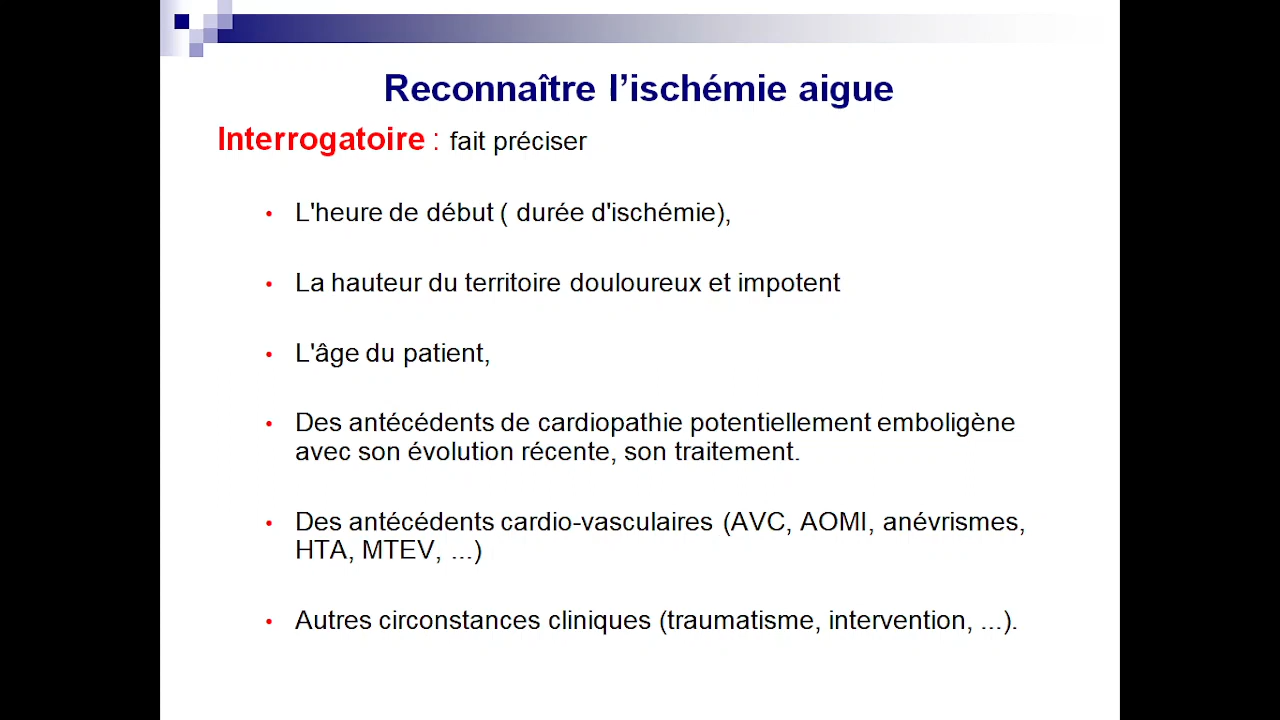 Reconnaître l’ischémie aigue
Interrogatoire : fait préciser
• L'heure de début ( durée d'ischémie),
• La hauteur du territoire douloureux et impotent
• L'âge du patient,
• Des antécédents de cardiopathie potentiellement emboligène
avec son évolution récente, son traitement.
• Des antécédents cardio-vasculaires (AVC, AOMI, anévrismes,
HTA, MTEV, ...)
• Autres circonstances cliniques (traumatisme, intervention, ...).